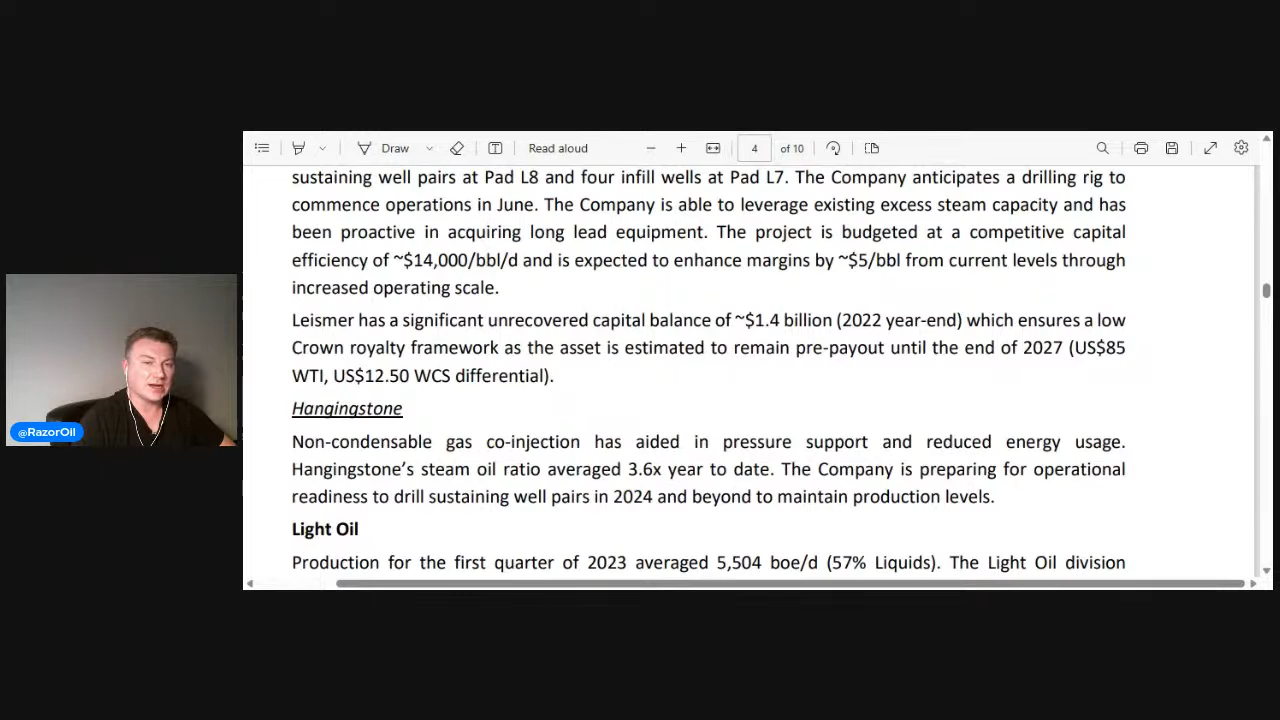 Draw
Read aloud
4 of 10
sustaining well pairs at Pad L8 and four infill wells at Pad L7. The Company anticipates a drilling rig to
commence operations in June. The Company is able to leverage existing excess steam capacity and has
been proactive in acquiring long lead equipment. The project is budgeted at a competitive capital
efficiency of ~$14,000/bbl/d and is expected to enhance margins by ~$5/bbl from current levels through
increased operating scale.
Leismer has a significant unrecovered capital balance of ~$1.4 billion (2022 year-end) which ensures a low
Crown royalty framework as the asset is estimated to remain pre-payout until the end of 2027 (US$85
WTI, US$12.50 WCS differential).
Hangingstone
Non-condensable gas co-injection has aided in pressure support and reduced energy usage.
Hangingstone’s steam oil ratio averaged 3.6x year to date. The Company is preparing for operational
readiness to drill sustaining well pairs in 2024 and beyond to maintain production levels.
Light Oil
Production for the first quarter of 2023 averaged 5,504 boe/d (57% Liquids). The Light Oil division
@RazorOil